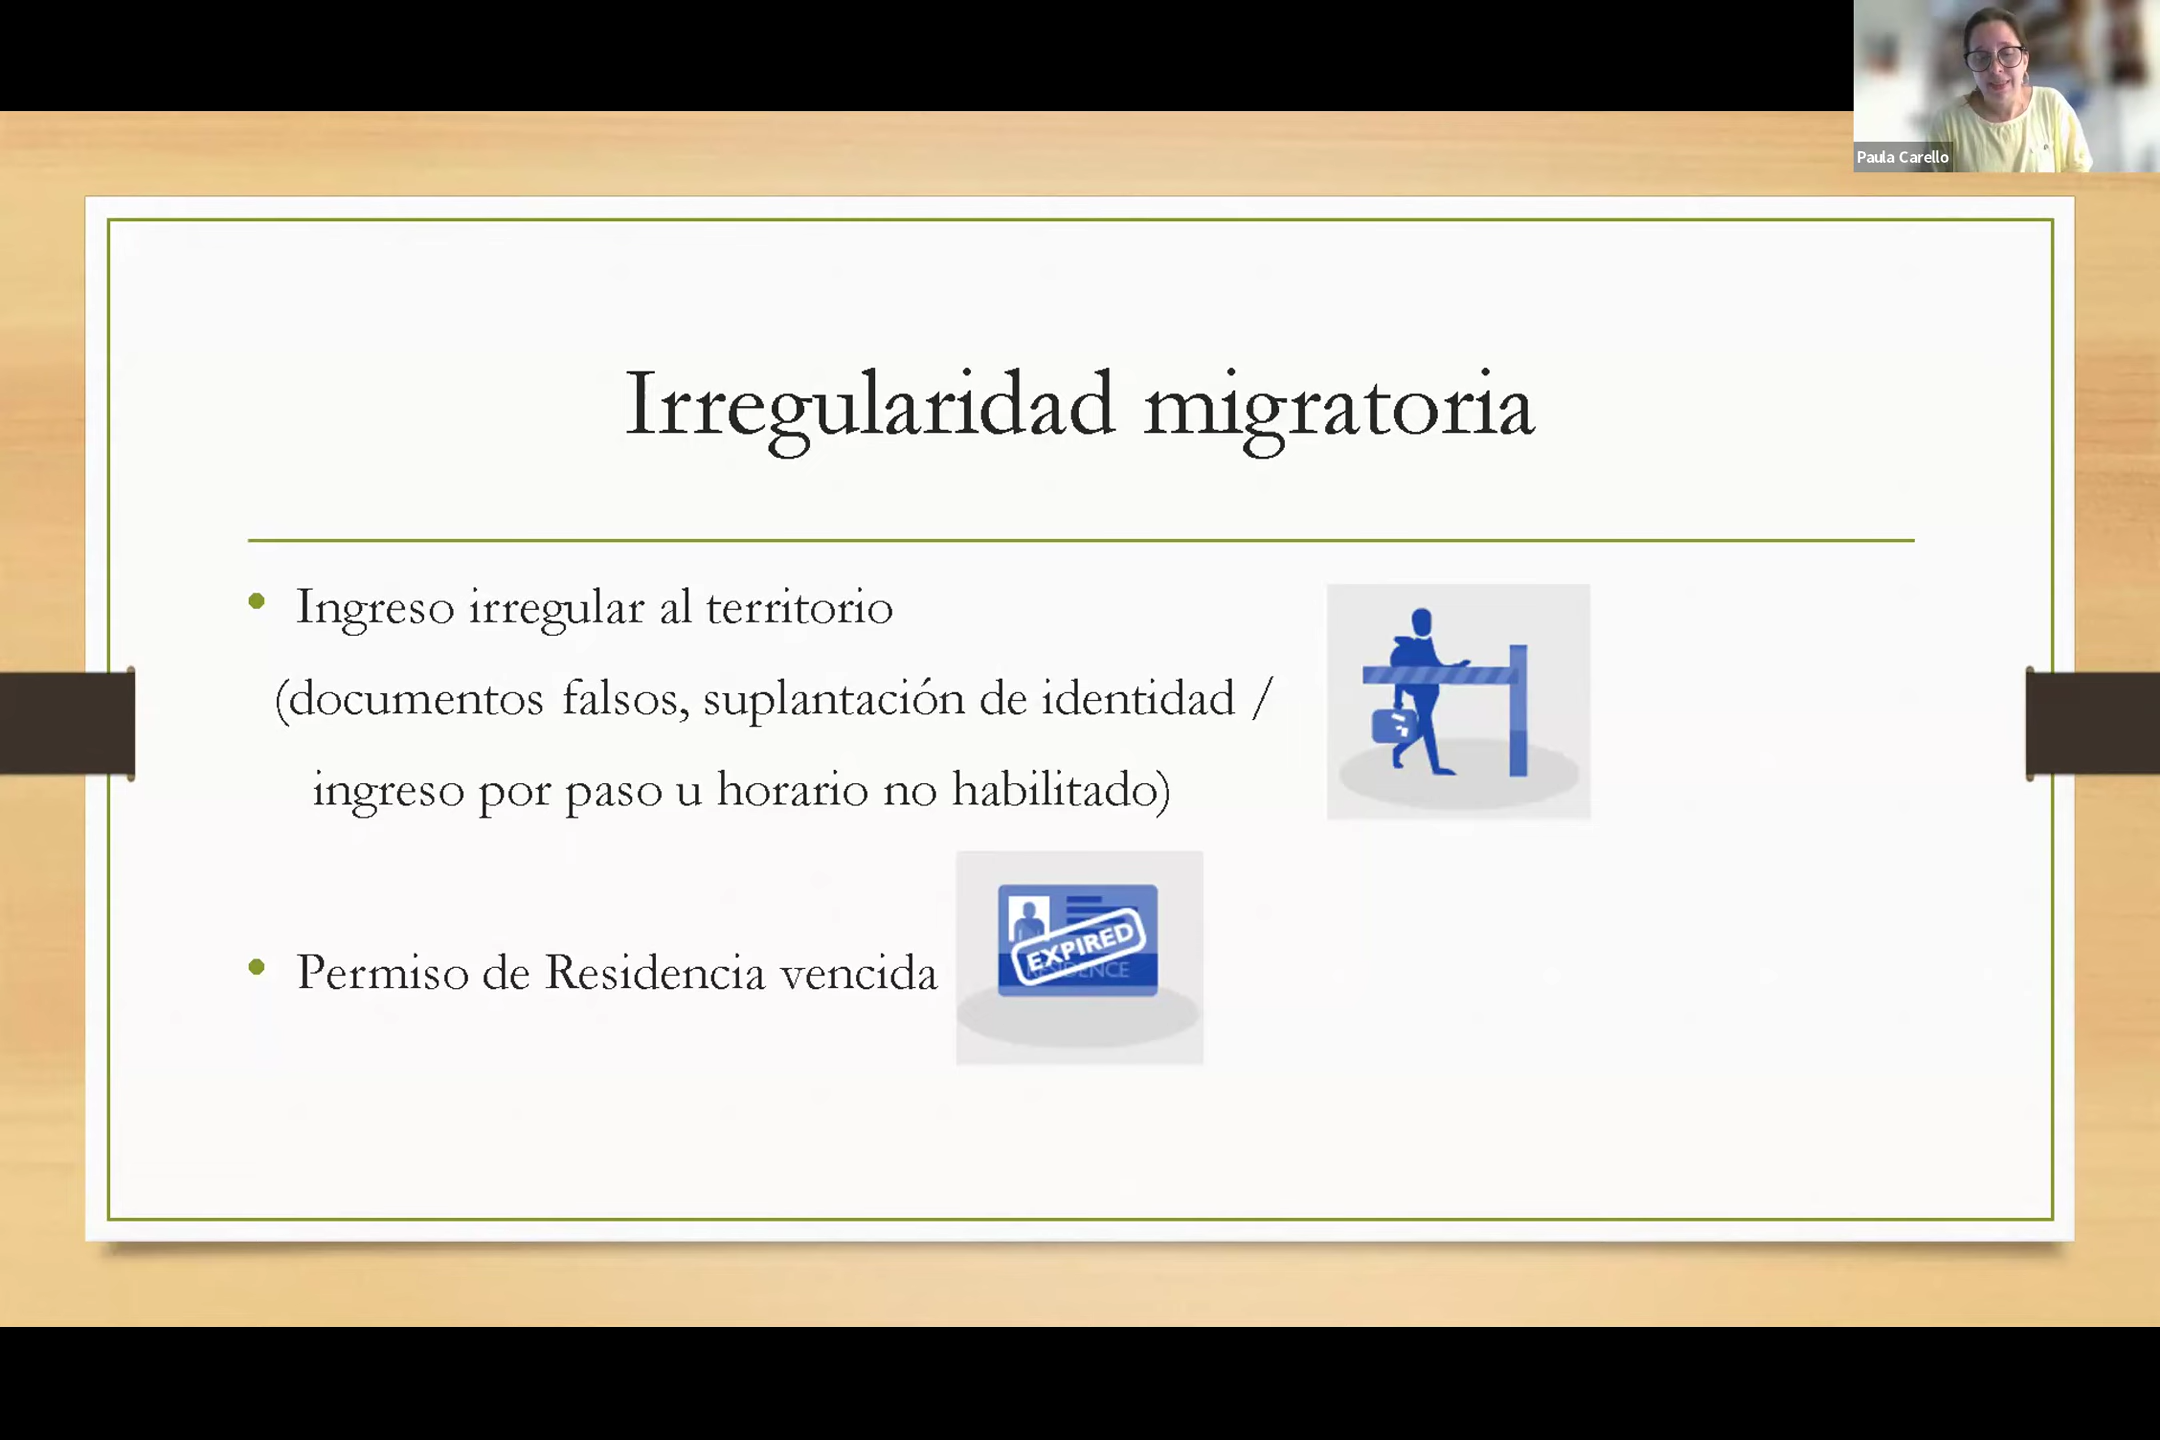 Paula Carello
Irregularidad migratoria
• Ingreso irregular al territorio
(documentos falsos, suplantación de identidad /
ingreso por paso u horario no habilitado)
• Permiso de Residencia vencida
EXPIRED
RESIDENCE